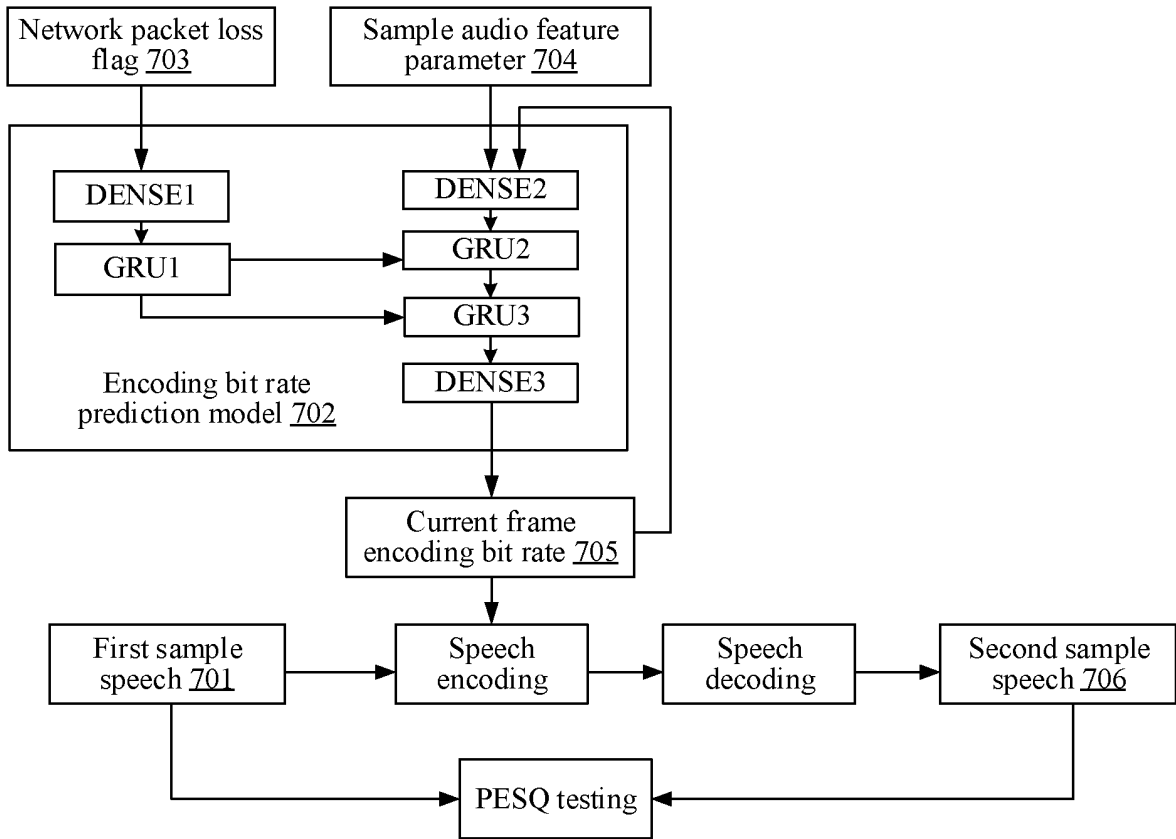 Network packet loss
flag 703
Sample audio feature
parameter 704
DENSE1
GRU1
DENSE2
GRU2
GRU3
DENSE3
Encoding bit rate
prediction model 702
Current frame
encoding bit rate 705
First sample
speech 701
Speech
encoding
Speech
decoding
Second sample
speech 706
PESQ testing